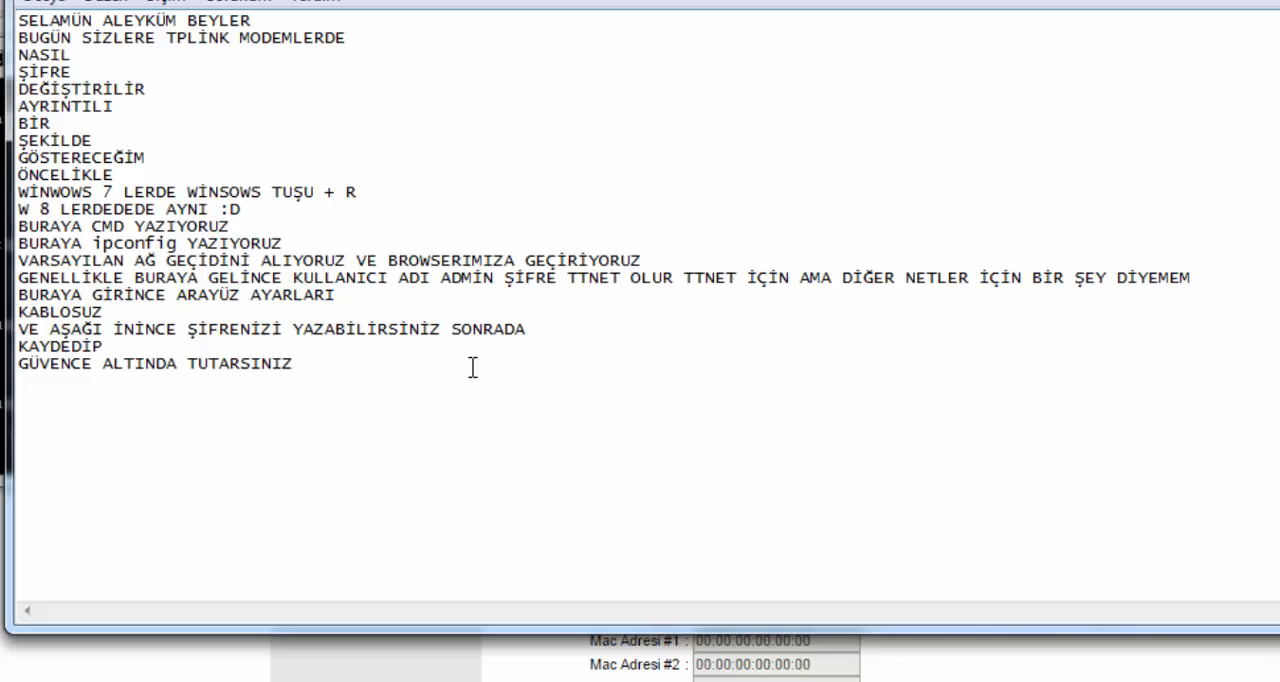 SELAMÜN ALEYKÜM BEYLER
BUGÜN SİZLERE TPLİNK MODEMLERDE
NASIL
ŞİFRE
DEĞİŞTİRİLİR
AYRINTILI
BİR
ŞEKİLDE
GÖSTERECEĞİM
ÖNCELİKLE
WİNWOWS 7 LERDE WİNSOWS TUŞU + R
W 8 LERDEDEDE AYNI :D
BURAYA CMD YAZIYORUZ
BURAYA ipconfig YAZIYORUZ
VARSAYILAN AĞ GEÇİDİNİ ALIYORUZ VE BROWSERIMIZA GEÇİRİYORUZ
GENELLİKLE BURAYA GELİNCE KULLANICI ADI ADMİN ŞİFRE TTNET OLUR TTNET İÇİN AMA DİĞER NETLER İÇİN BİR ŞEY DİYEMEM
BURAYA GİRİNCE ARAYÜZ AYARLARI
KABLOSUZ
VE AŞAĞI İNİNCE ŞİFRENİZİ YAZABİLİRSİNİZ SONRADA
KAYDEDİP
GÜVENCE ALTINDA TUTARSINIZ
Mac Adresi #1 : 00:00:00:00:00:00
Mac Adresi #2 : 00:00:00:00:00:00